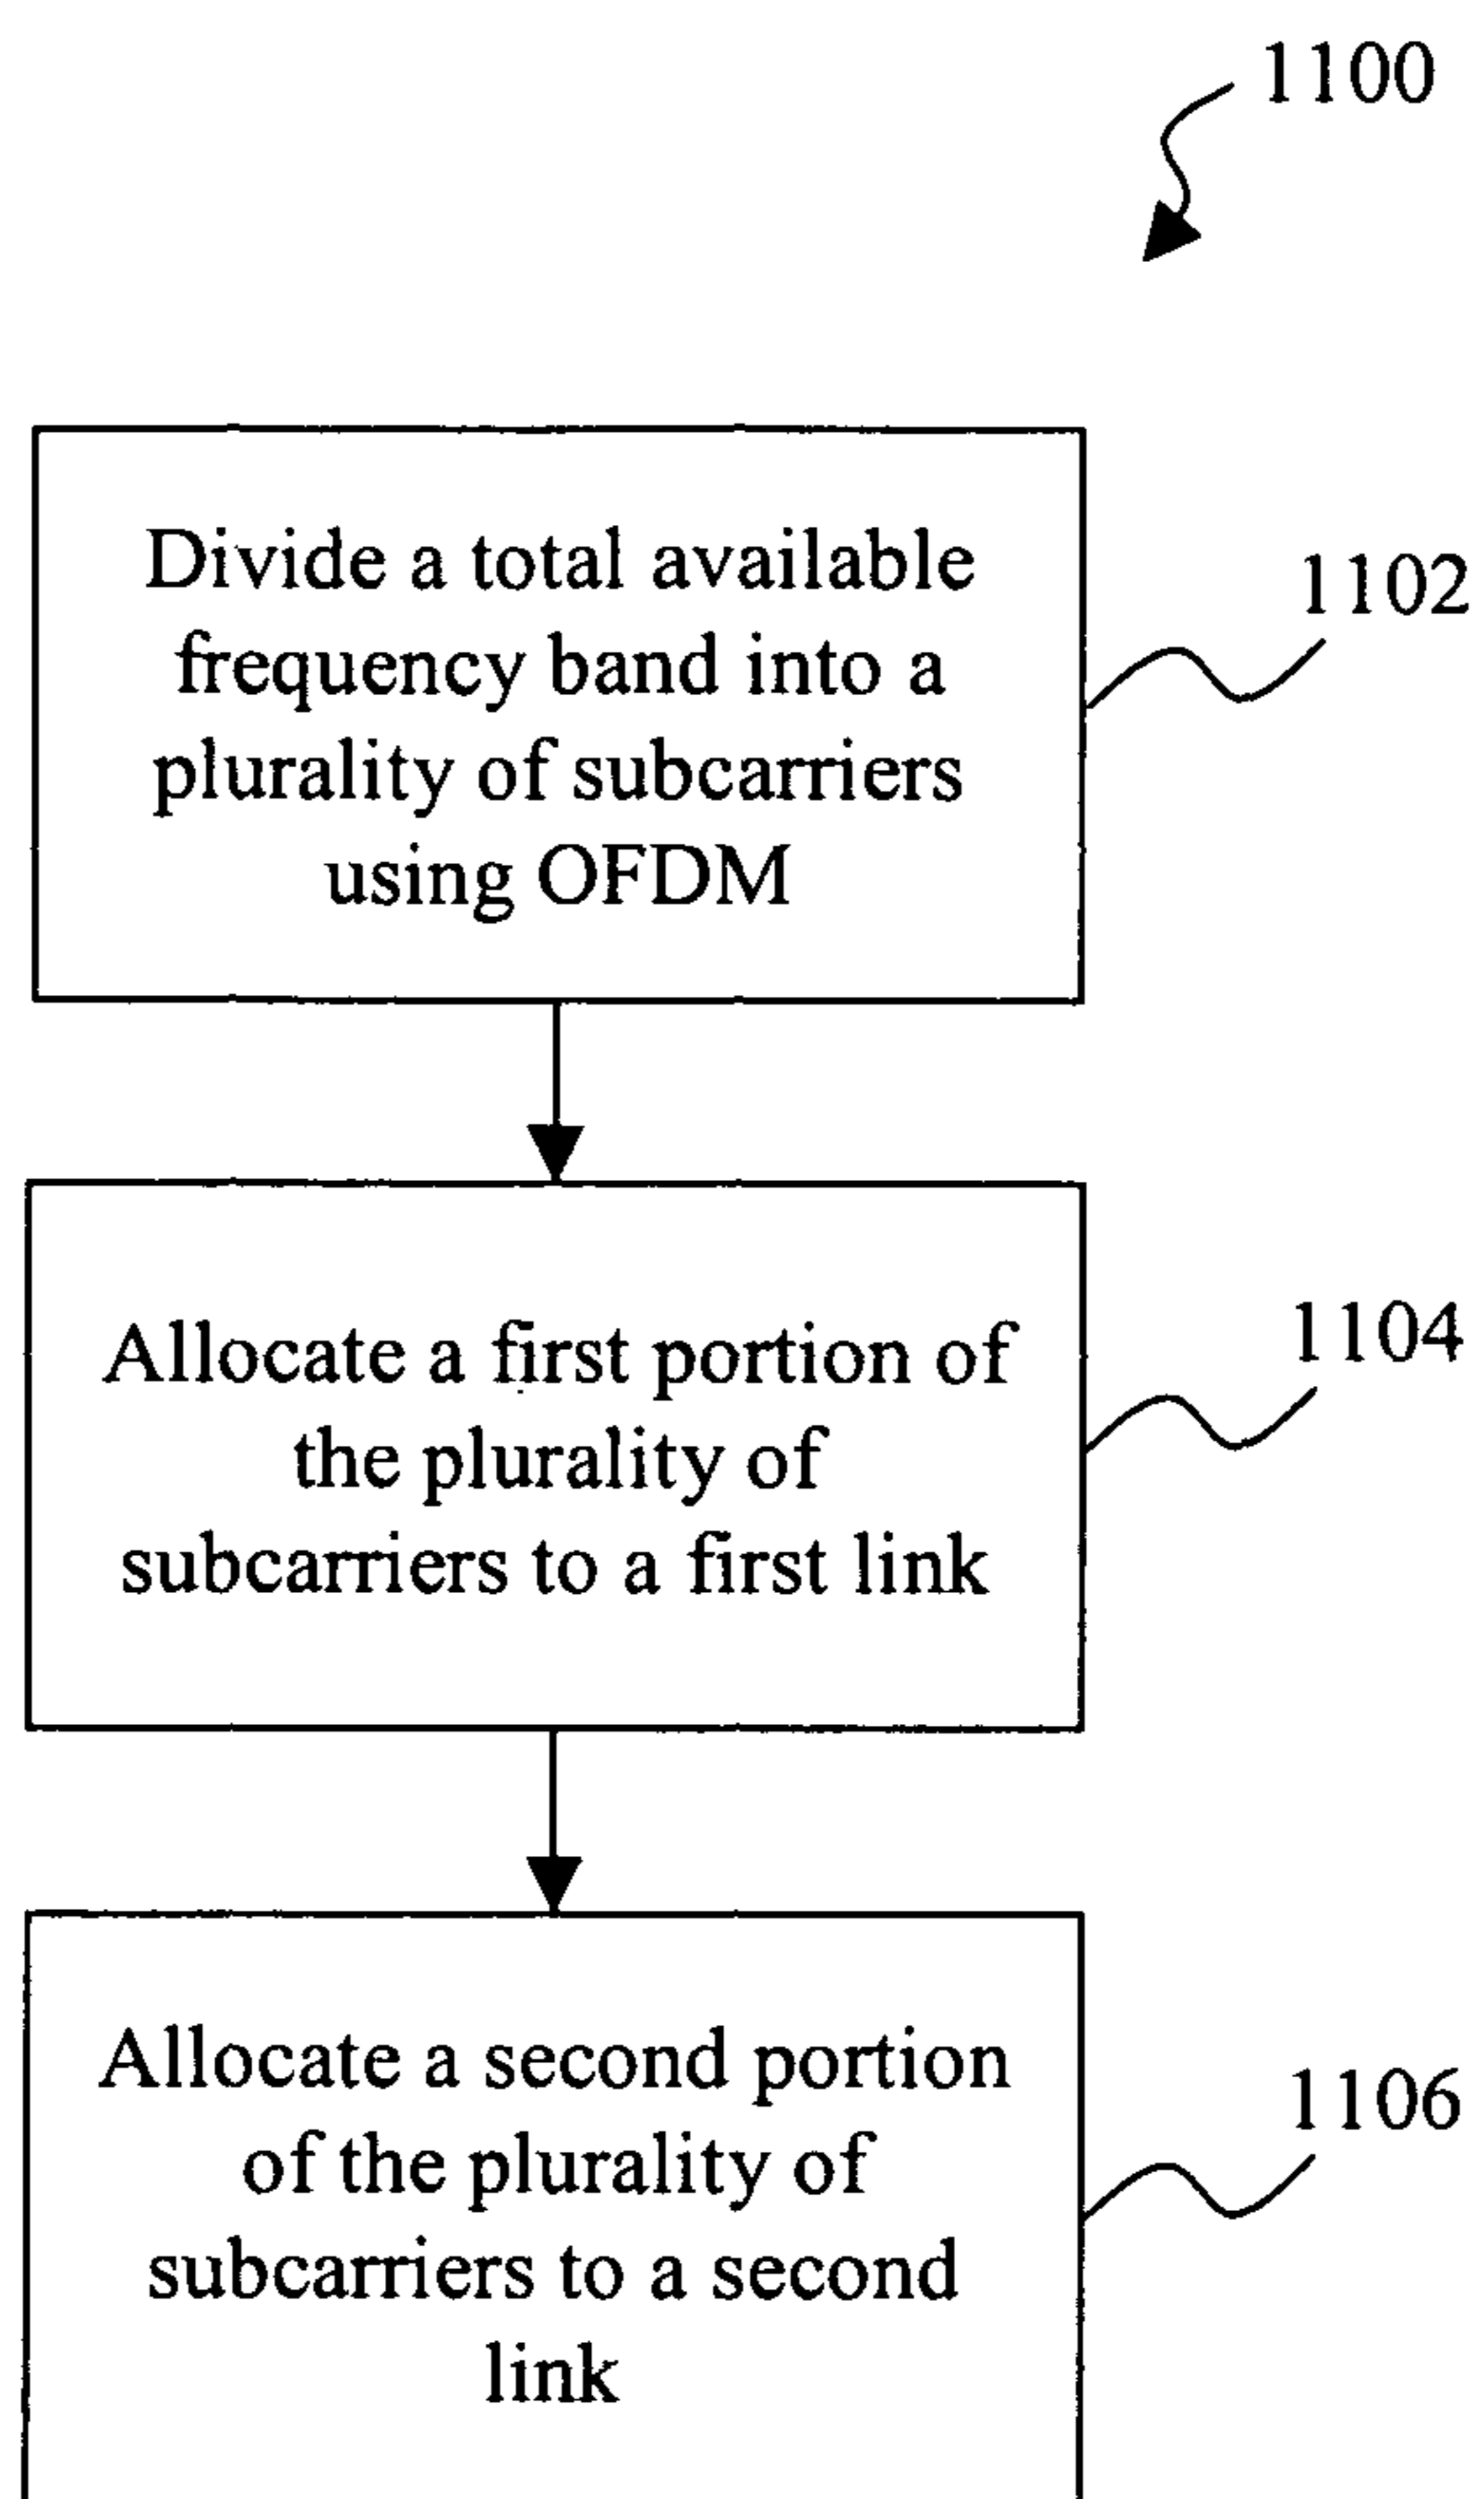 1100
Divide a total available
frequency band into a
plurality of subcarriers
using OFDM
1102
Allocate a first portion of
the plurality of
subcarriers to a first link
1104
Allocate a second portion
of the plurality of
subcarriers to a second
link
1106